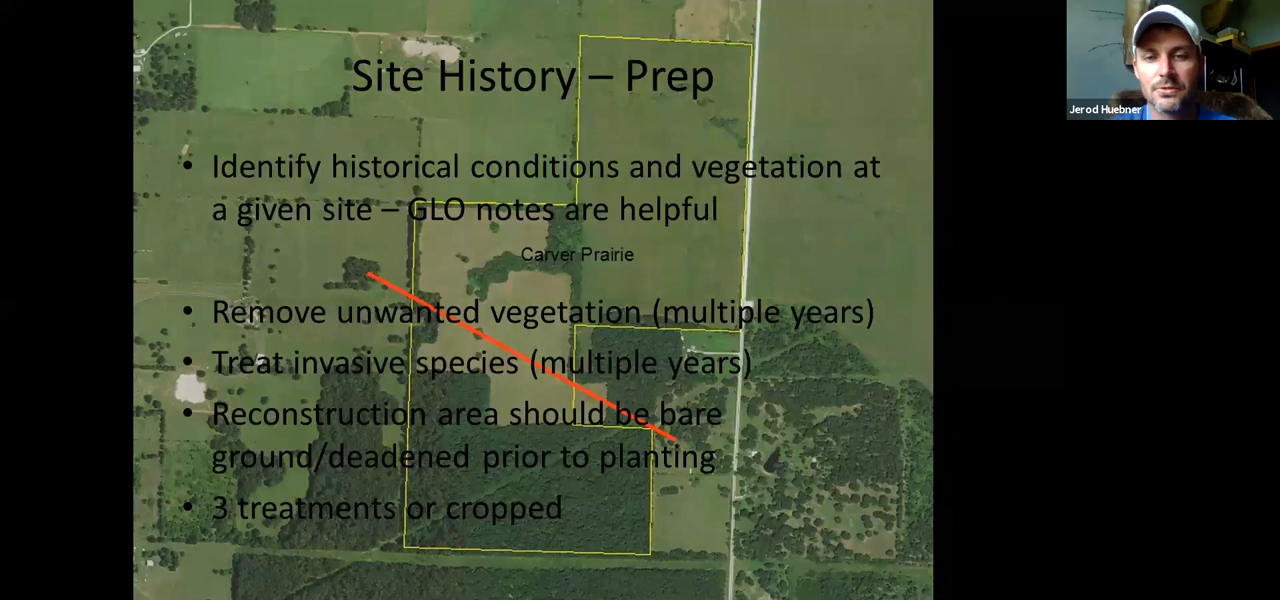 Site History – Prep
• Identify historical conditions and vegetation at
a given site – GLO notes are helpful
Carver Prairie
• Remove unwanted vegetation (multiple years)
• Treat invasive species (multiple years)
• Reconstruction area should be bare
ground/deadened prior to planting
• 3 treatments or cropped
Jerod Huebner